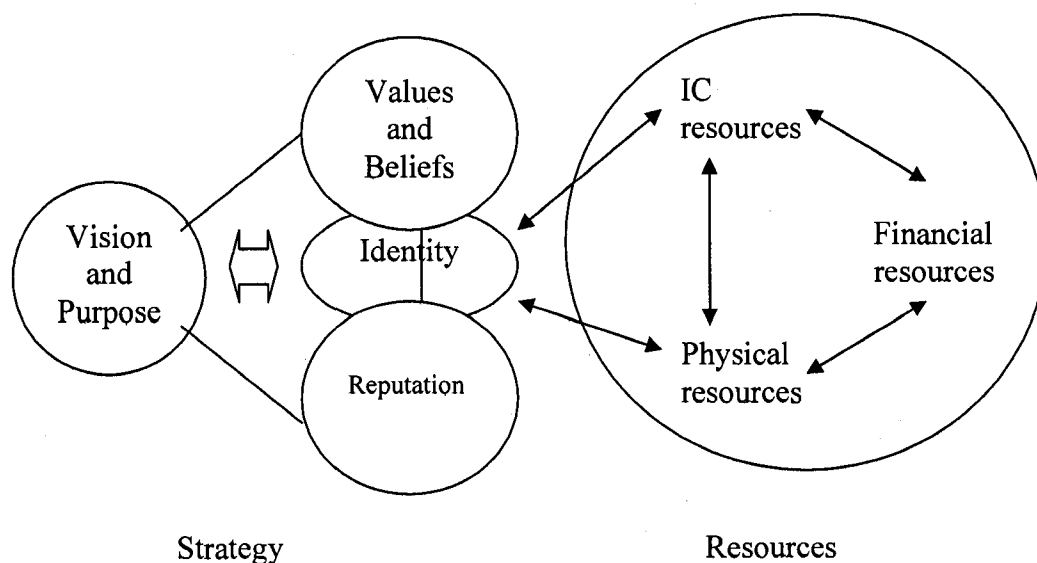 Vision
and
Purpose
Values
and
Beliefs
Identity
Reputation
IC
resources
Financial
resources
Physical
resources
Strategy
Resources